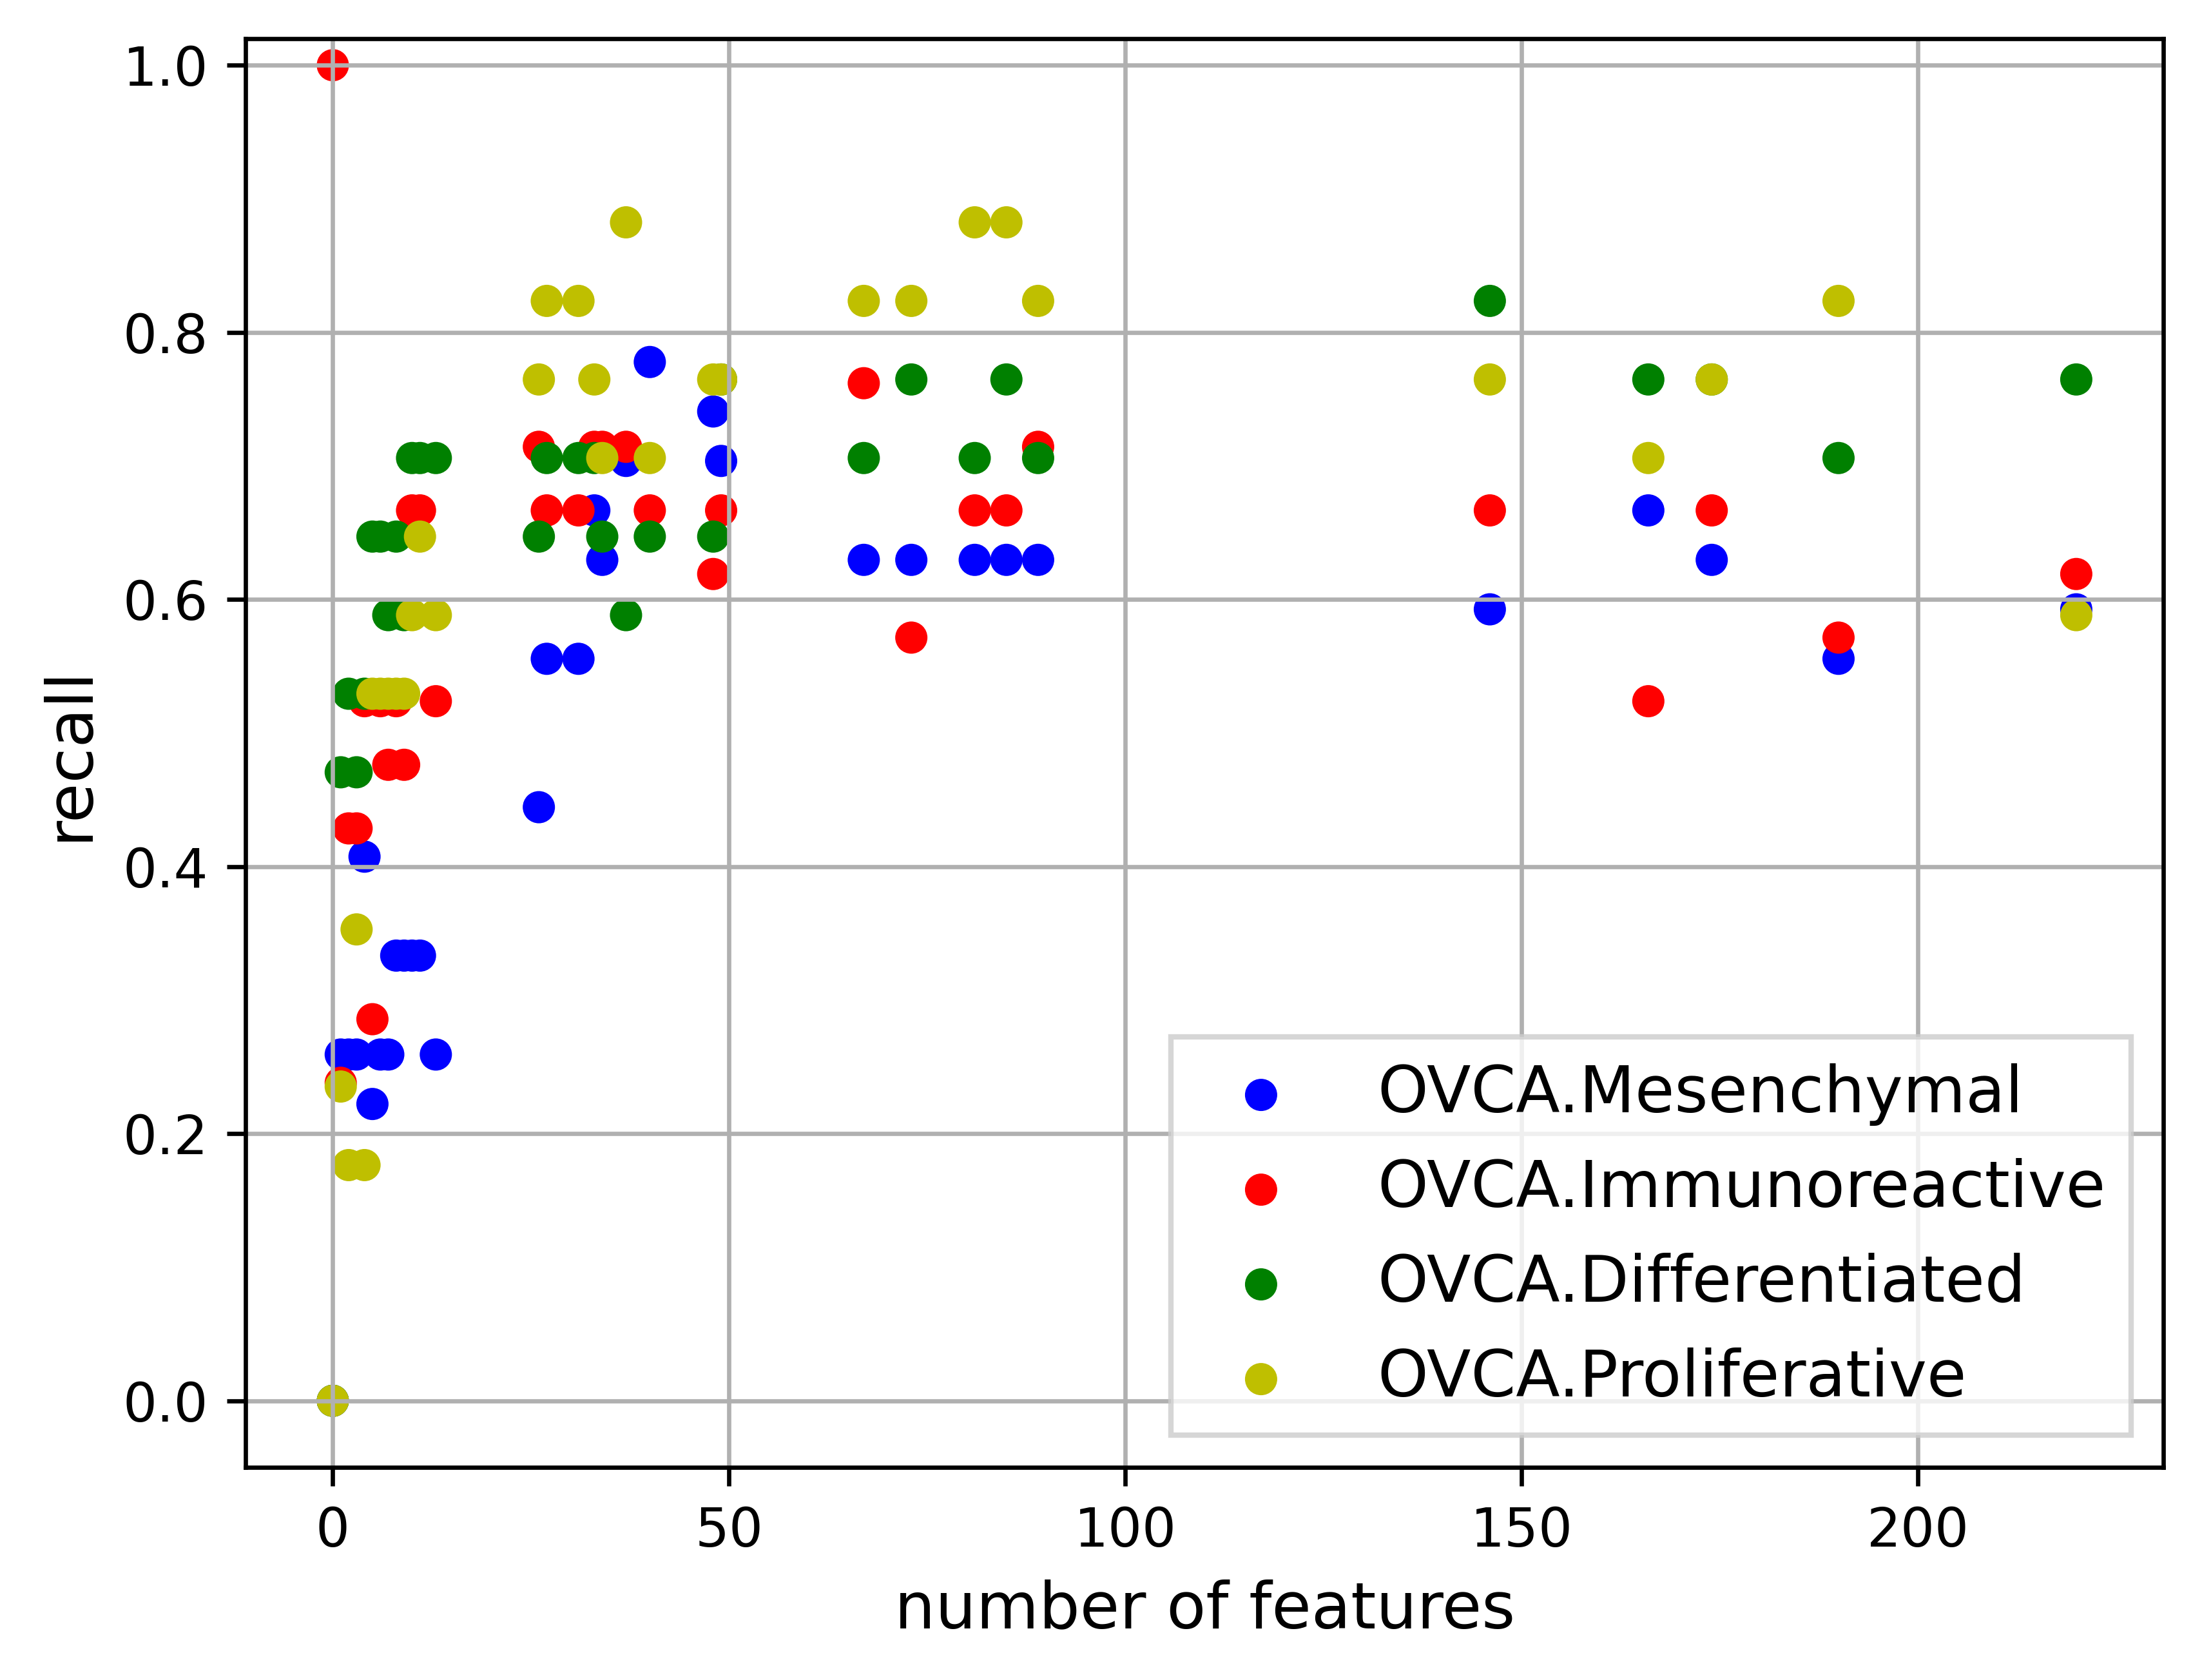 1.0
0.8
0.6
0.4
0.2
0.0
recall
0 50 100 150 200
number of features
OVCA.Mesenchymal
OVCA.Immunoreactive
OVCA.Differentiated
OVCA.Proliferative